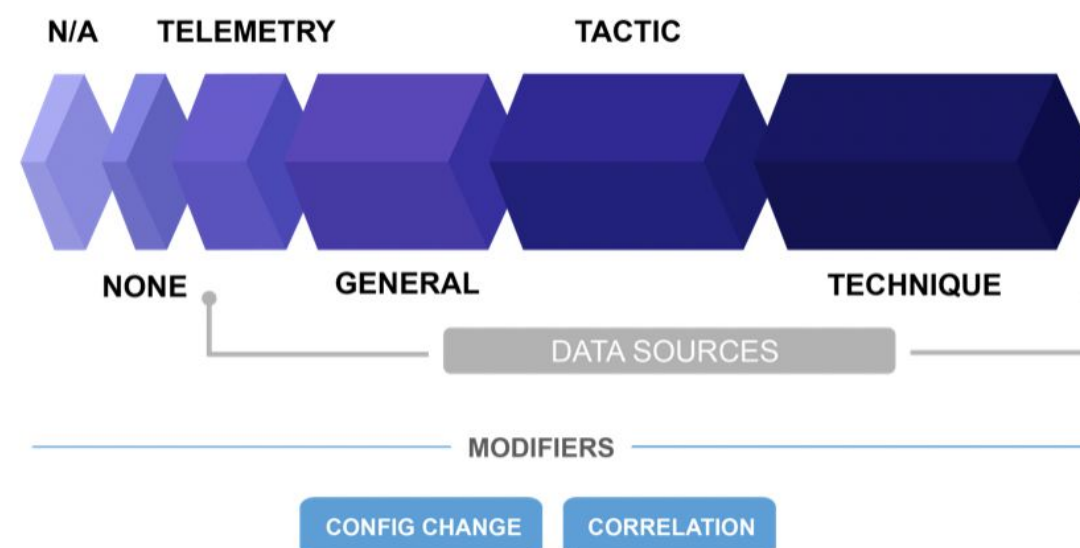 N/A TELEMETRY TACTIC
NONE GENERAL TECHNIQUE
DATA SOURCES
MODIFIERS
CONFIG CHANGE CORRELATION